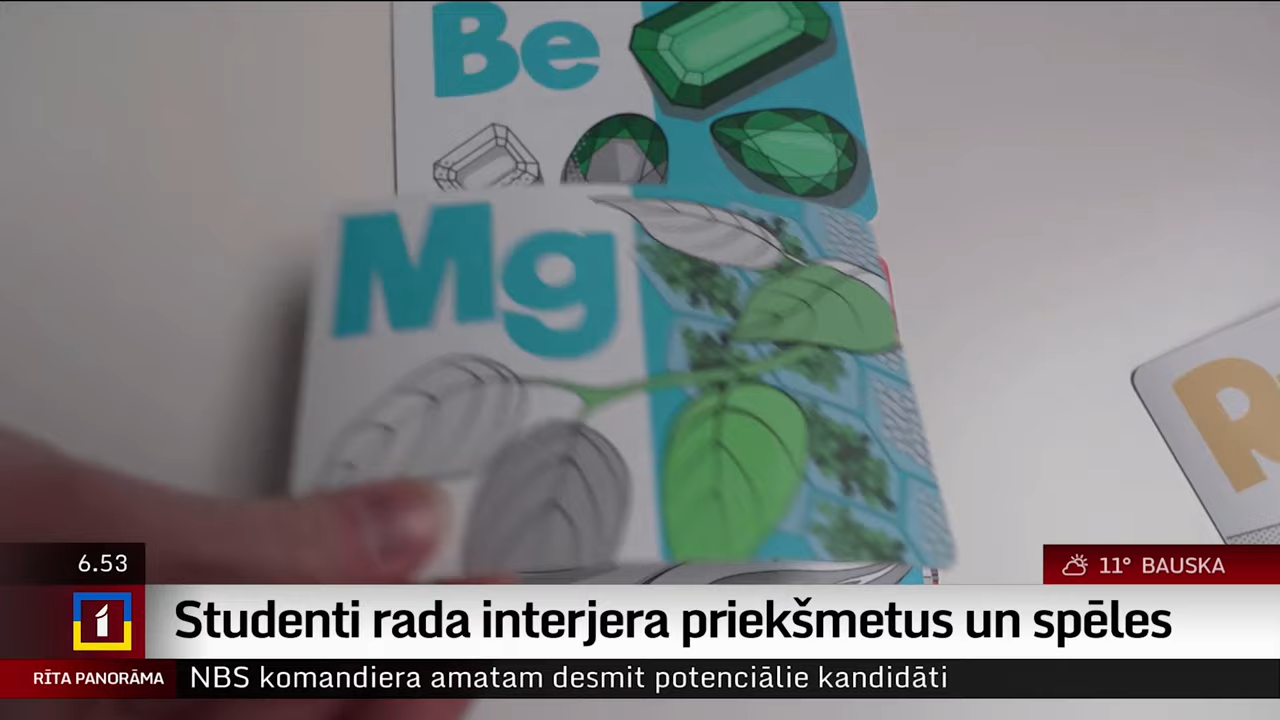 Be
Mg
R
6.53
11° BAUSKA
1
Studenti rada interjera priekšmetus un spēles
RĪTA PANORĀMA
NBS komandiera amatam desmit potenciālie kandidāti